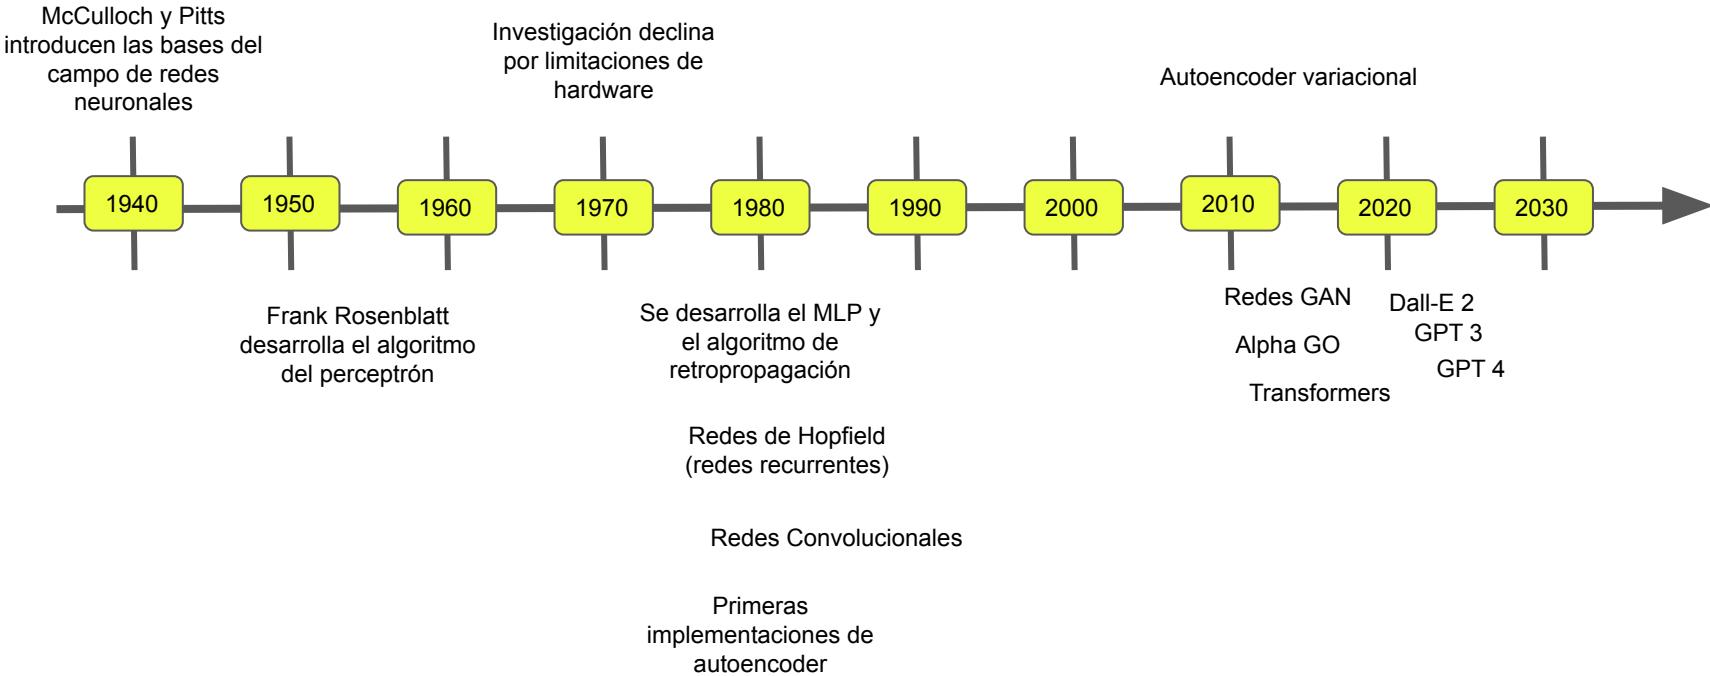 McCulloch y Pitts
introducen las bases del
campo de redes
neuronales
Investigación declina
por limitaciones de
hardware
Autoencoder variacional
1940
1950
1960
1970
1980
1990
2000
2010
2020
2030
Frank Rosenblatt
desarrolla el algoritmo
del perceptrón
Se desarrolla el MLP y
el algoritmo de
retropropagación
Redes de Hopfield
(redes recurrentes)
Redes Convolucionales
Primeras
implementaciones de
autoencoder
Redes GAN
Alpha GO
Transformers
Dall-E 2
GPT 3
GPT 4